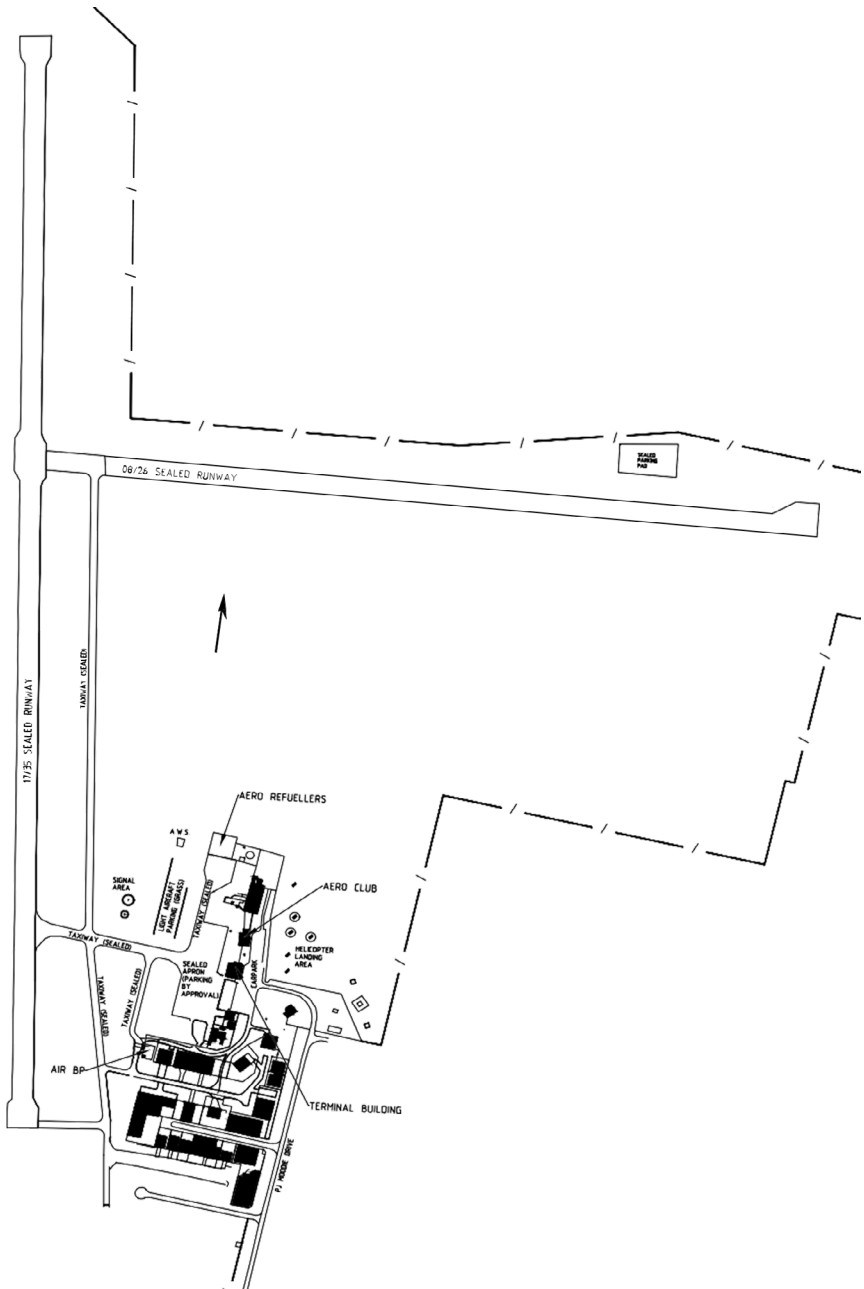 SEALED
PARKING
PAD
08/26 SEALED RUNWAY
TAXIWAY (SEALED)
17/35 SEALED RUNWAY
AERO REFUELLERS
A W S
SIGNAL
AREA
LIGHT AIRCRAFT
PARKING (GRASS)
TAXIWAY (SEALED)
AERO CLUB
TAXIWAY (SEALED)
HELICOPTER
LANDING
AREA
SEALED
APRON
(PARKING
BY
APPROVAL)
CARPARK
TAXIWAY (SEALED)
TAXIWAY (SEALED)
AIR BP
TERMINAL BUILDING
PJ MOODIE DRIVE